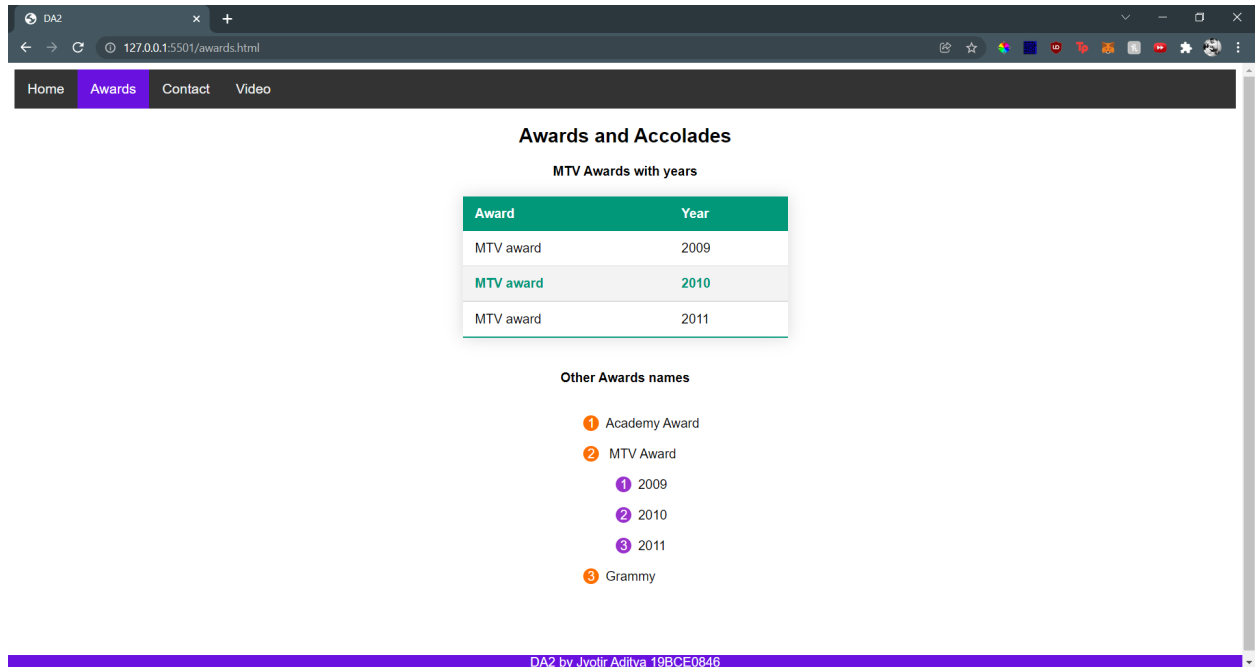 DA2
127.0.0.1:5501/awards.html
Home Awards Contact Video
Awards and Accolades
MTV Awards with years
Award Year
MTV award 2009
MTV award 2010
MTV award 2011
Other Awards names
1 Academy Award
2 MTV Award
1 2009
2 2010
3 2011
3 Grammy
DA2 by Jyotir Aditya 19BCE0846